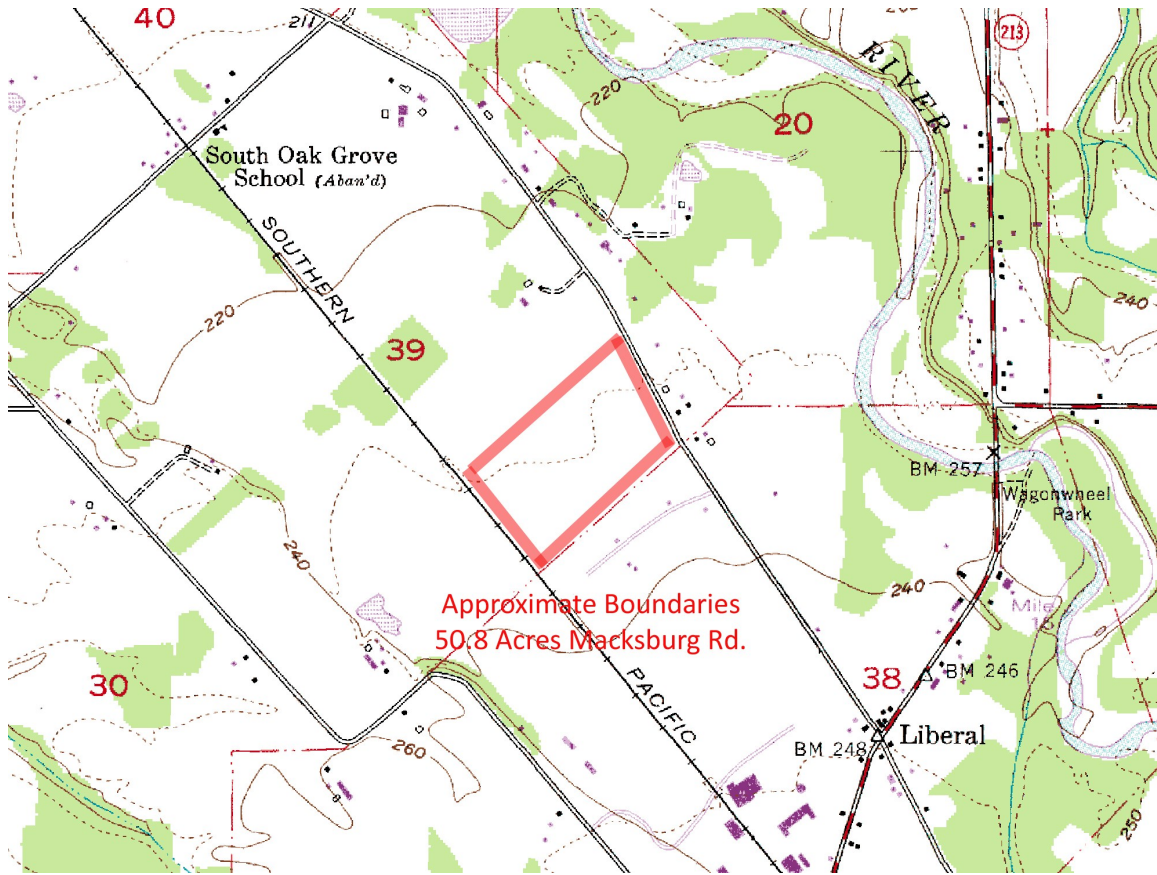 40
211
260
213
RIVER
220
20
South Oak Grove
School (Aban'd)
SOUTHERN
240
220
39
BM 257
Wagonwheel
Park
240
240
Approximate Boundaries
50.8 Acres Macksburg Rd.
Mile
30
38
BM 246
PACIFIC
260
BM 248
Liberal
250